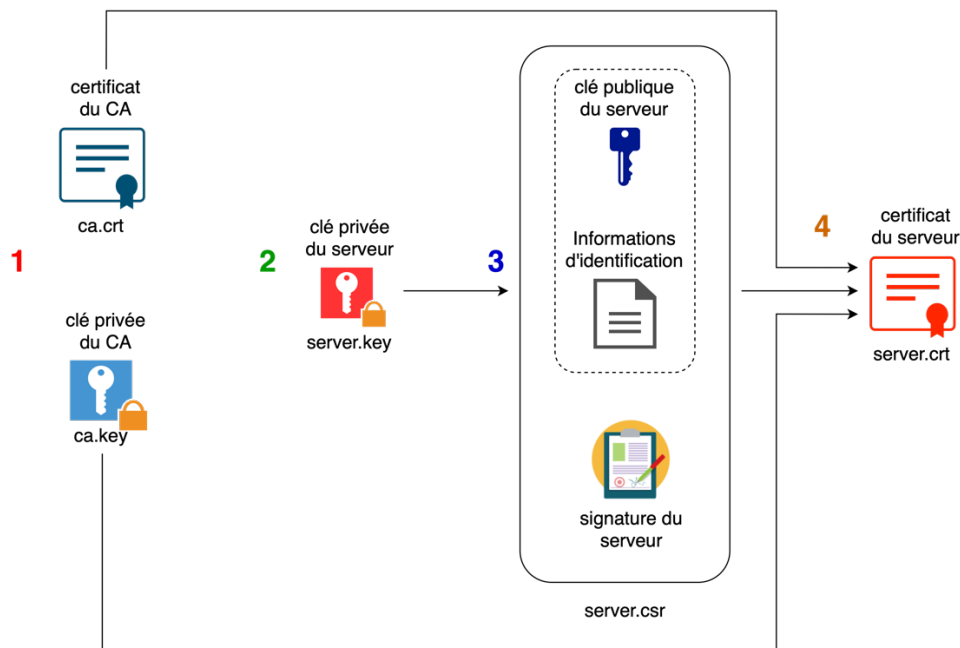 certificat
du CA
ca.crt
1
clé privée
du CA
ca.key
2
clé privée
du serveur
server.key
3
clé publique
du serveur
Informations
d'identification
signature du
serveur
server.csr
4
certificat
du serveur
server.crt